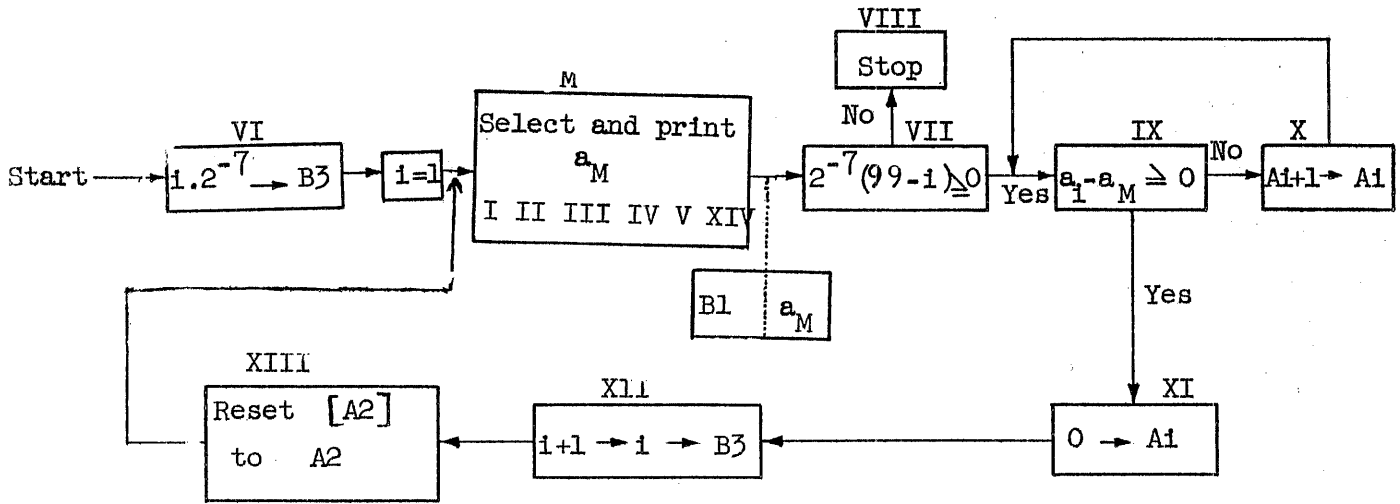 Start
VI
1.2⁻⁷ → B3
i=1
M
Select and print
a_M
I II III IV V XIV
B1
a_M
VIII
Stop
No
VII
2⁻⁷(99-i)≧0
Yes
IX
a_i-a_M ≧ 0
No
X
Ai+1→ Ai
Yes
XI
0 → Ai
XII
i+1 → i → B3
XIII
Reset [A2]
to A2